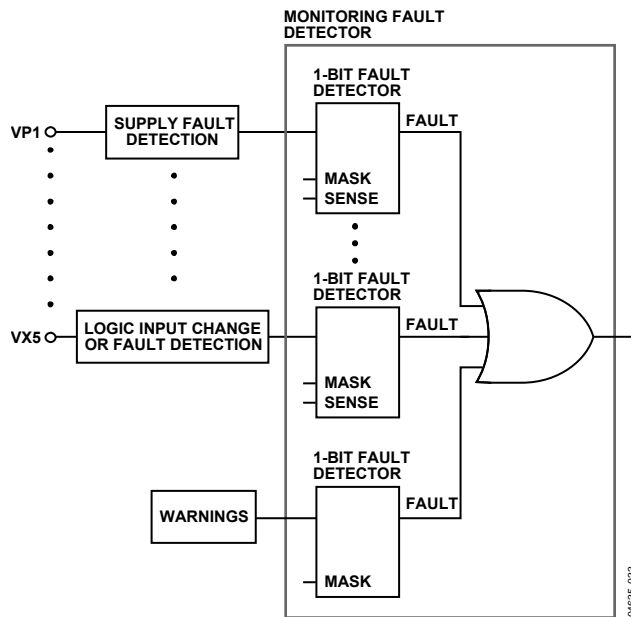 MONITORING FAULT
DETECTOR
1-BIT FAULT
DETECTOR
VP1
SUPPLY FAULT
DETECTION
FAULT
MASK
SENSE
1-BIT FAULT
DETECTOR
VX5
LOGIC INPUT CHANGE
OR FAULT DETECTION
FAULT
MASK
SENSE
1-BIT FAULT
DETECTOR
WARNINGS
FAULT
MASK